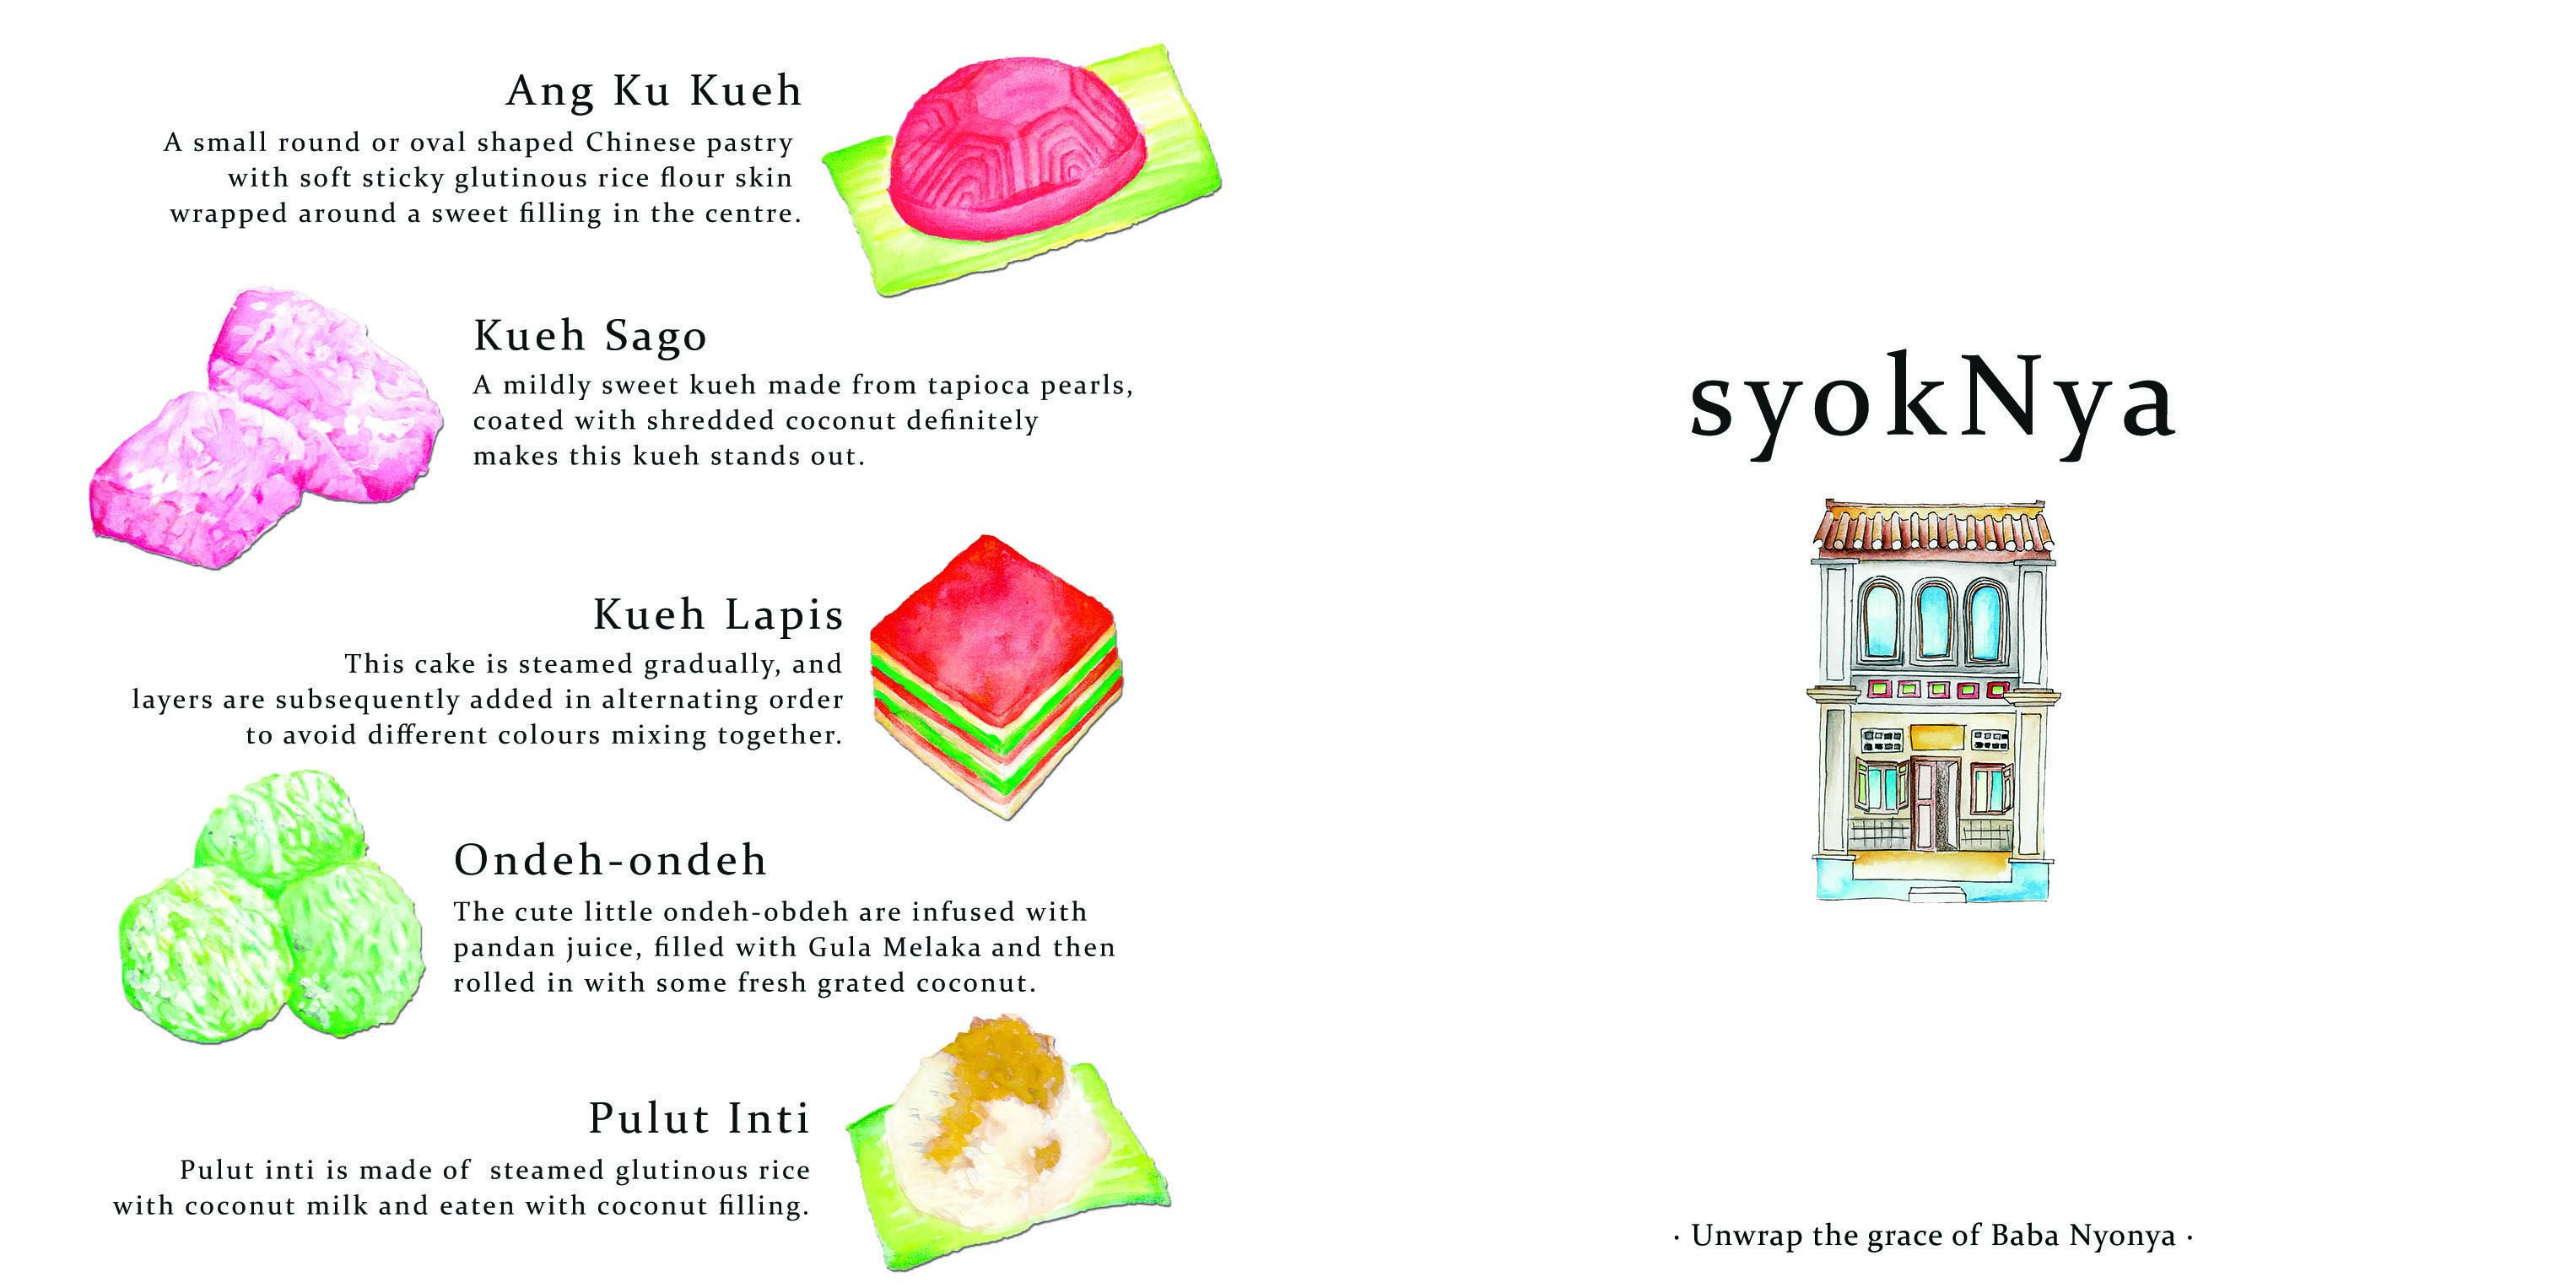 Ang Ku Kueh
A small round or oval shaped Chinese pastry
with soft sticky glutinous rice flour skin
wrapped around a sweet filling in the centre.
Kueh Sago
A mildly sweet kueh made from tapioca pearls,
coated with shredded coconut definitely
makes this kueh stands out.
Kueh Lapis
This cake is steamed gradually, and
layers are subsequently added in alternating order
to avoid different colours mixing together.
Ondeh-ondeh
The cute little ondeh-obdeh are infused with
pandan juice, filled with Gula Melaka and then
rolled in with some fresh grated coconut.
Pulut Inti
Pulut inti is made of  steamed glutinous rice
with coconut milk and eaten with coconut filling.
syokNya
· Unwrap the grace of Baba Nyonya ·